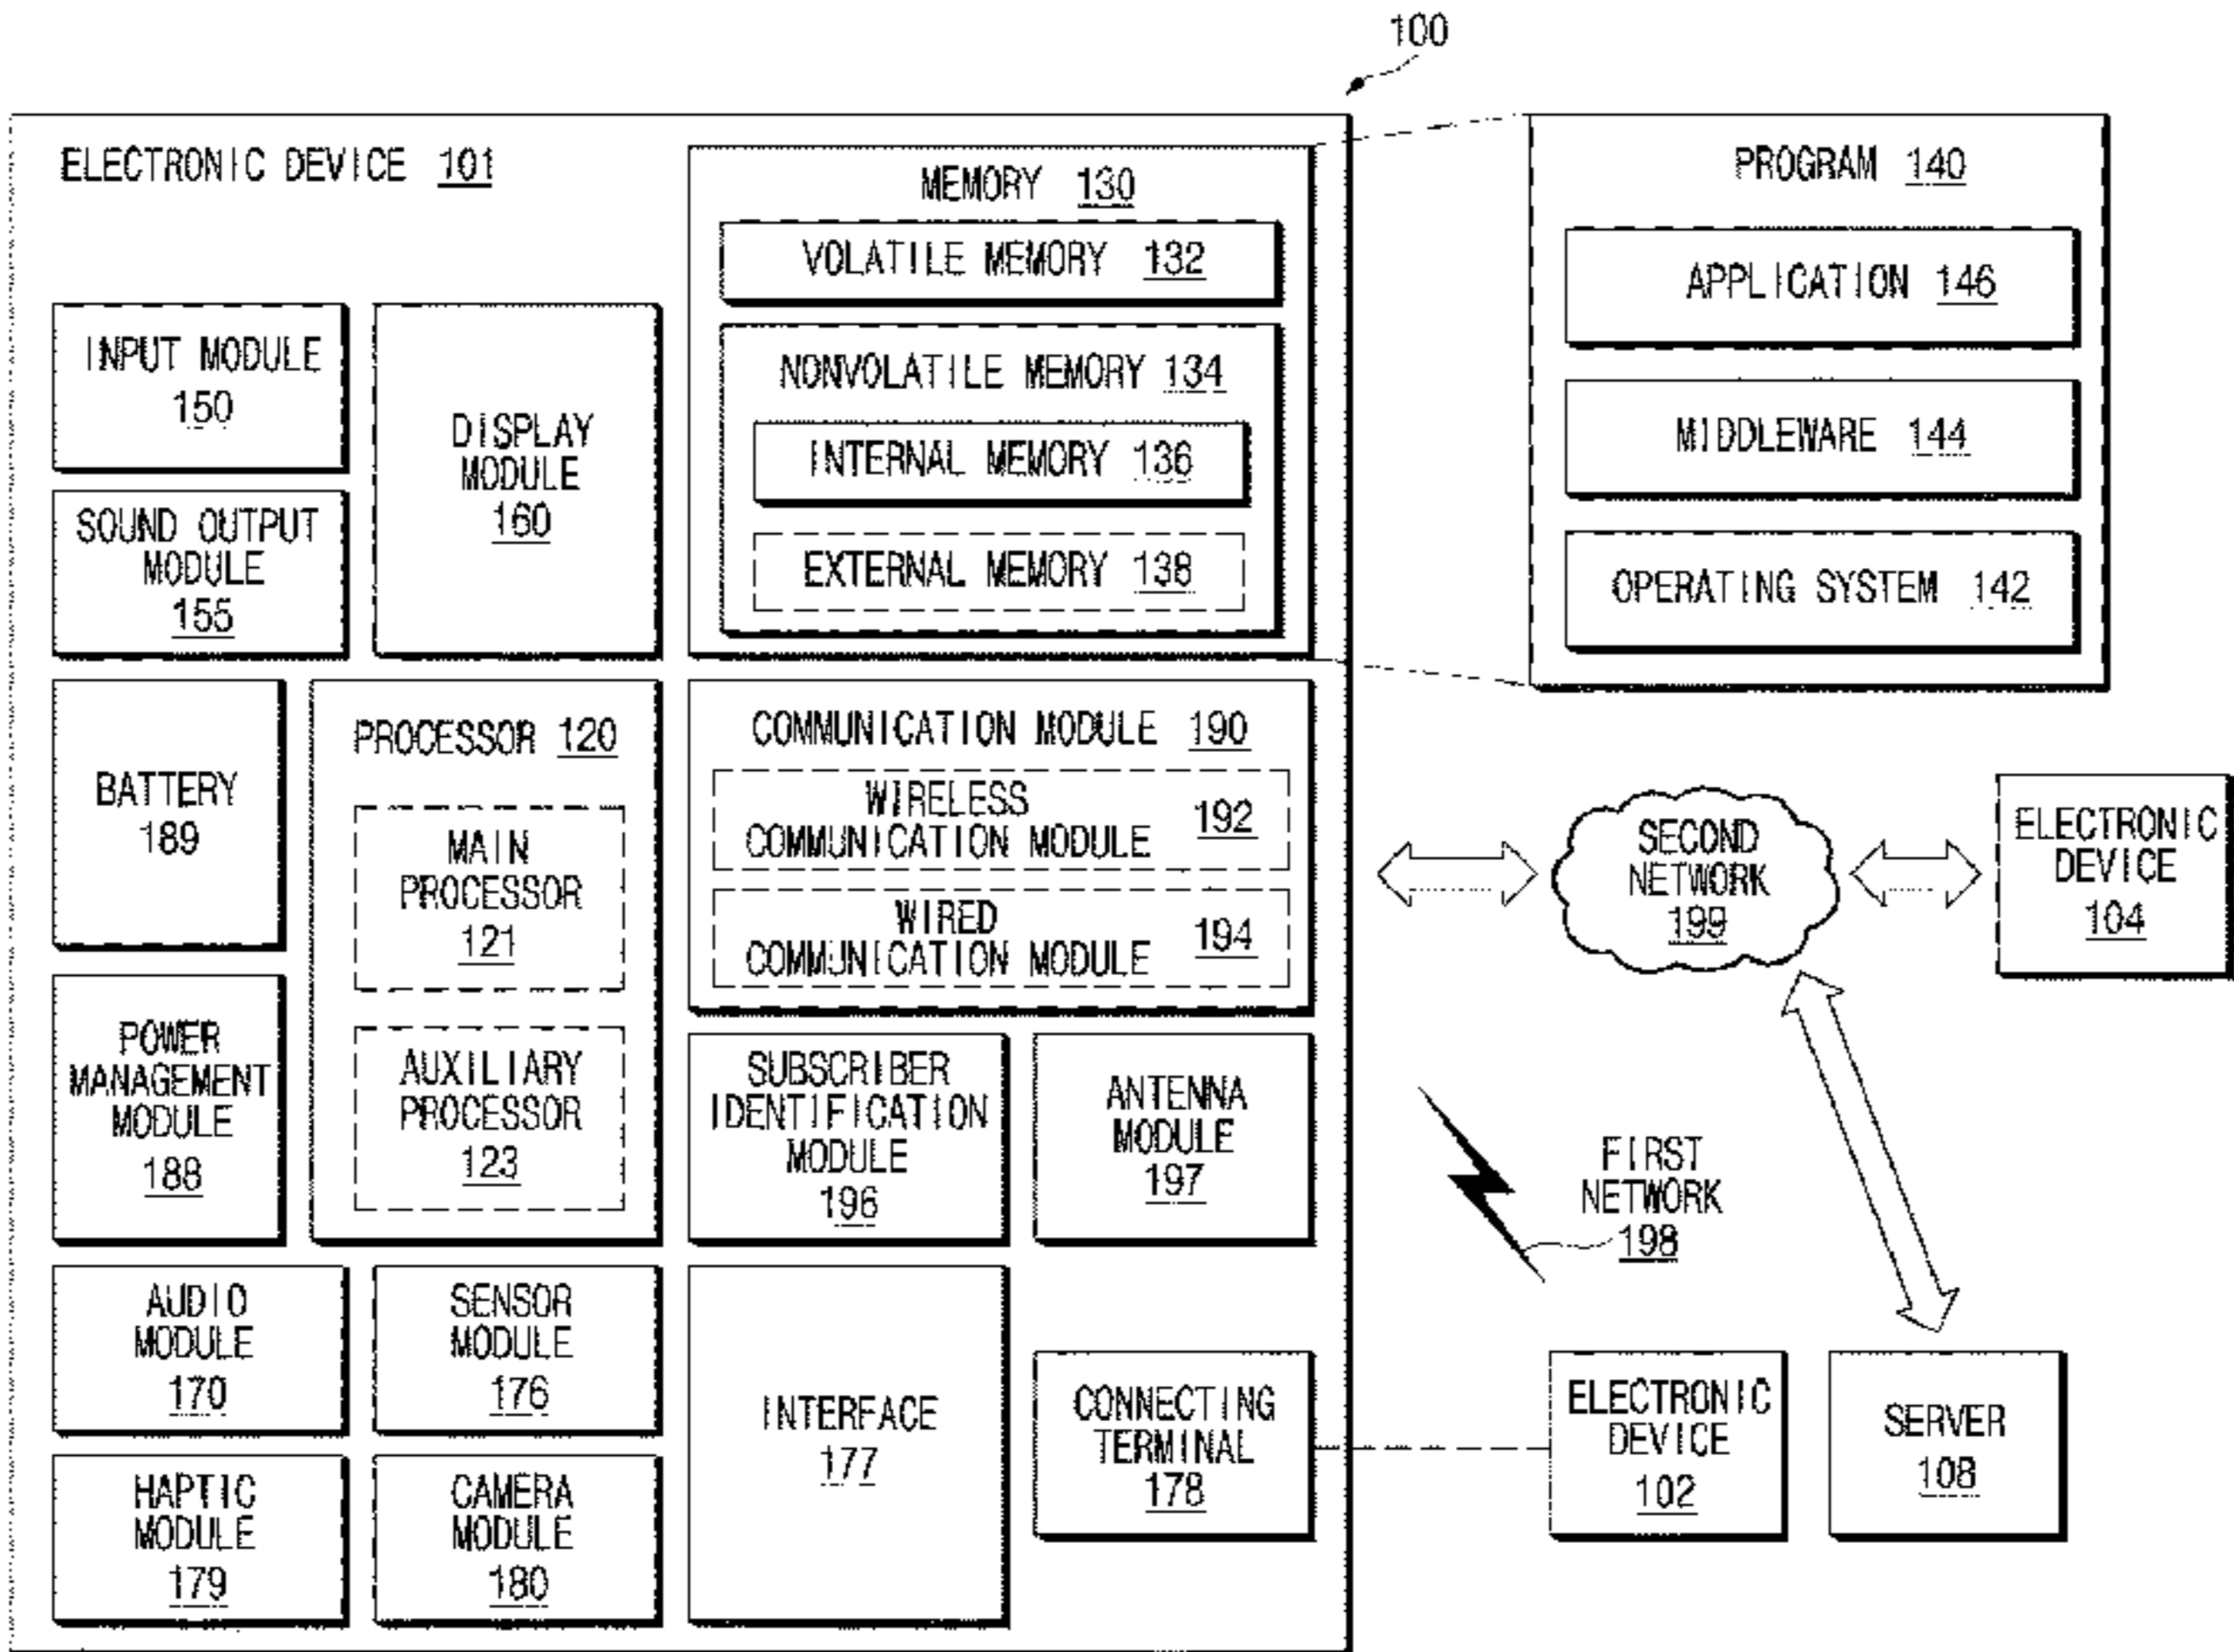 100
ELECTRONIC DEVICE 101
MEMORY 130
VOLATILE MEMORY 132
NONVOLATILE MEMORY 134
INTERNAL MEMORY 136
EXTERNAL MEMORY 138
PROGRAM 140
APPLICATION 146
MIDDLEWARE 144
OPERATING SYSTEM 142
INPUT MODULE
150
SOUND OUTPUT
MODULE
155
DISPLAY
MODULE
160
BATTERY
189
POWER
MANAGEMENT
MODULE
188
PROCESSOR 120
MAIN
PROCESSOR
121
AUXILIARY
PROCESSOR
123
COMMUNICATION MODULE 190
WIRELESS
COMMUNICATION MODULE
192
WIRED
COMMUNICATION MODULE
194
SUBSCRIBER
IDENTIFICATION
MODULE
196
ANTENNA
MODULE
197
SECOND
NETWORK
199
ELECTRONIC
DEVICE
104
FIRST
NETWORK
198
AUDIO
MODULE
170
SENSOR
MODULE
176
HAPTIC
MODULE
179
CAMERA
MODULE
180
INTERFACE
177
CONNECTING
TERMINAL
178
ELECTRONIC
DEVICE
102
SERVER
108